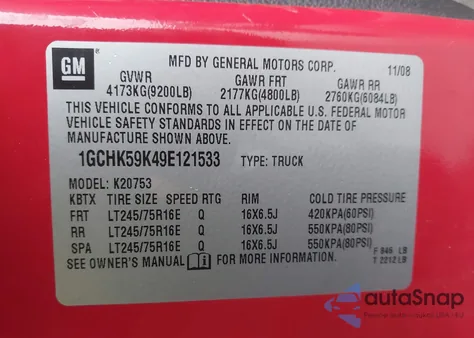 GM
MFD BY GENERAL MOTORS CORP. 11/08
GVWR GAWR FRT GAWR RR
4173KG(9200LB) 2177KG(4800LB) 2760KG(6084LB)
THIS VEHICLE CONFORMS TO ALL APPLICABLE U.S. FEDERAL MOTOR
VEHICLE SAFETY STANDARDS IN EFFECT ON THE DATE OF
MANUFACTURE SHOWN ABOVE.
1GCHK59K49E121533 TYPE: TRUCK
MODEL: K20753
KBTX TIRE SIZE SPEED RTG RIM COLD TIRE PRESSURE
FRT LT245/75R16E Q 16X6.5J 420KPA(60PSI)
RR LT245/75R16E Q 16X6.5J 550KPA(80PSI)
SPA LT245/75R16E Q 16X6.5J 550KPA(80PSI)
SEE OWNER'S MANUAL i FOR MORE INFORMATION.
F 846 LB
T 2212 LB
autoSnap